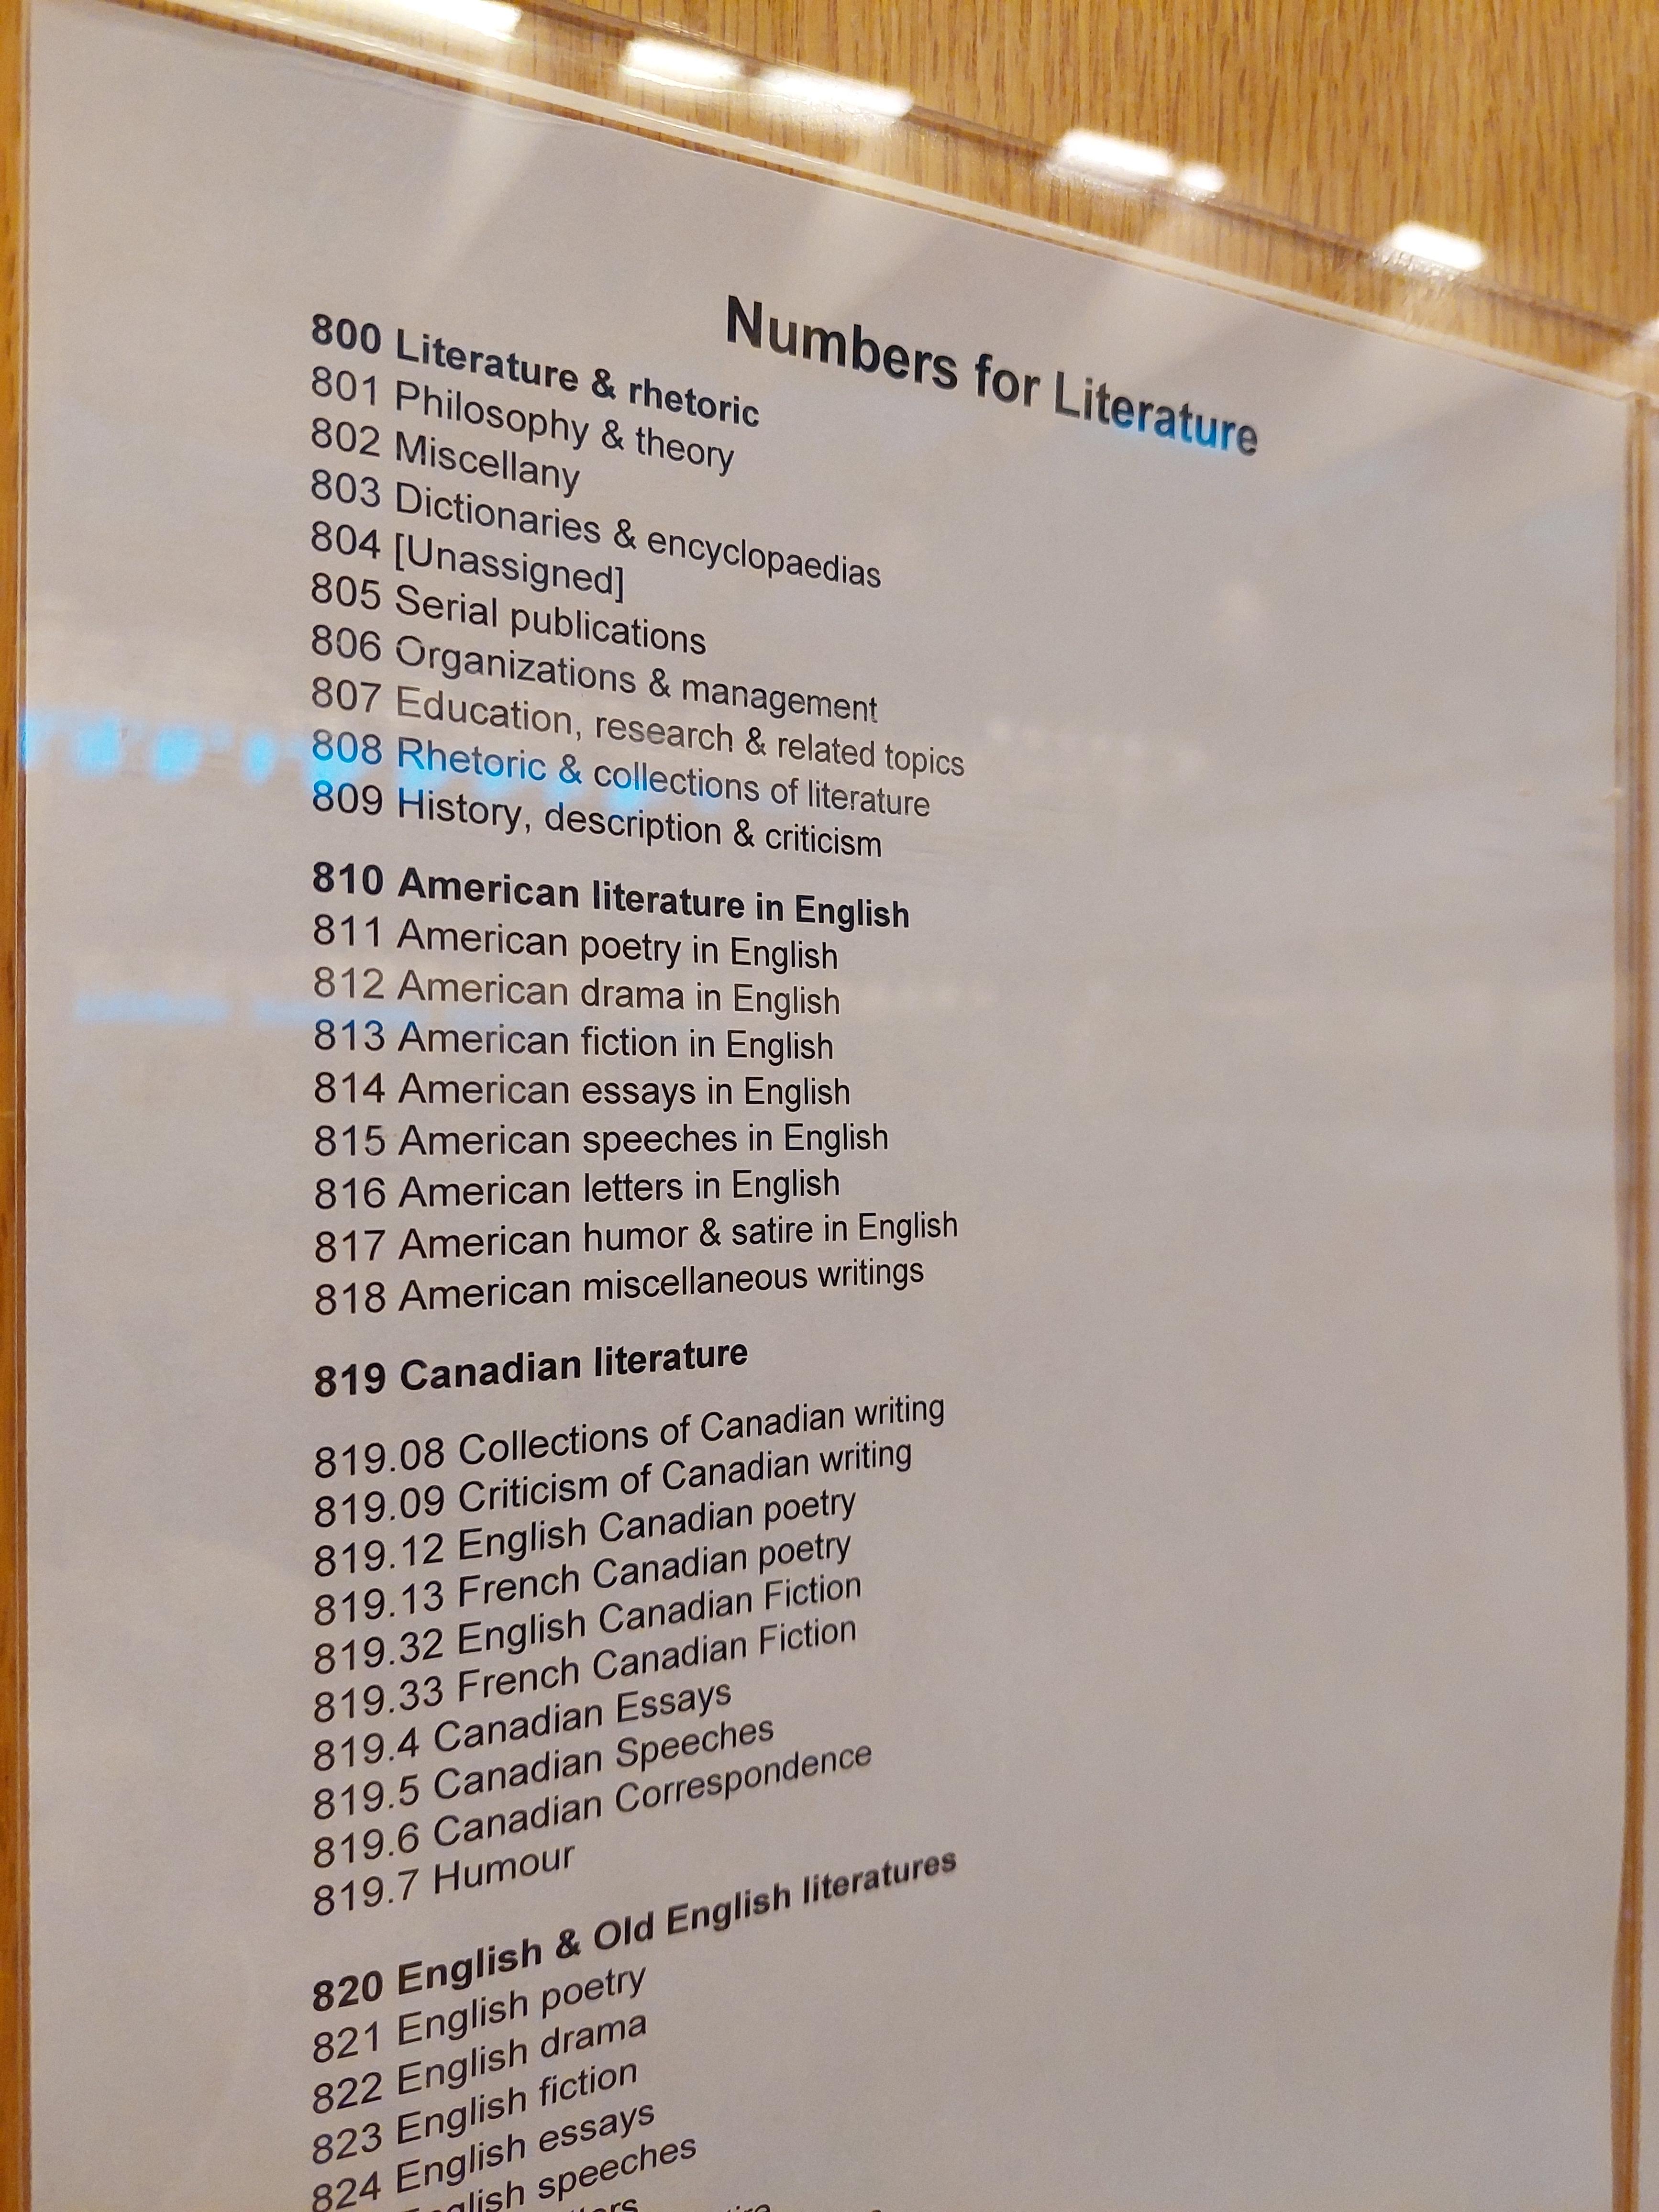 Numbers for Literature
800 Literature & rhetoric
801 Philosophy & theory
802 Miscellany
803 Dictionaries & encyclopaedias
804 [Unassigned]
805 Serial publications
806 Organizations & management
807 Education, research & related topics
808 Rhetoric & collections of literature
809 History, description & criticism
810 American literature in English
811 American poetry in English
812 American drama in English
813 American fiction in English
814 American essays in English
815 American speeches in English
816 American letters in English
817 American humor & satire in English
818 American miscellaneous writings
819 Canadian literature
819.08 Collections of Canadian writing
819.09 Criticism of Canadian writing
819.12 English Canadian poetry
819.13 French Canadian poetry
819.32 English Canadian Fiction
819.33 French Canadian Fiction
819.4 Canadian Essays
819.5 Canadian Speeches
819.6 Canadian Correspondence
819.7 Humour
820 English & Old English literatures
821 English poetry
822 English drama
823 English fiction
824 English essays
speeches